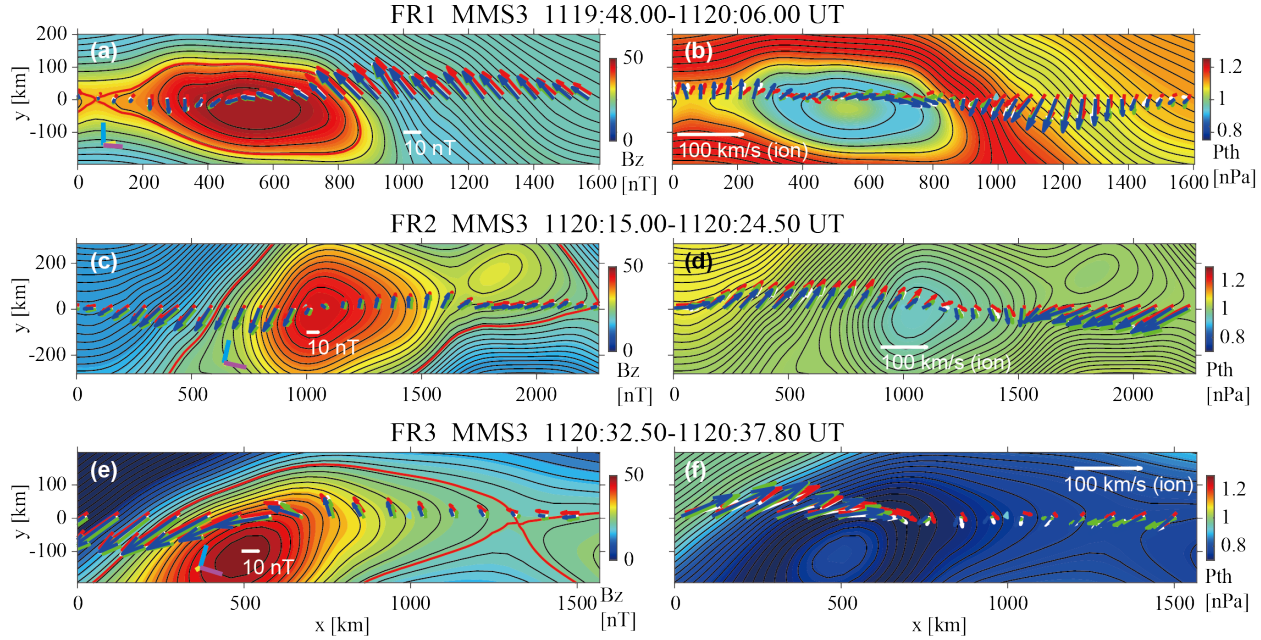 FR1 MMS3 1119:48.00-1120:06.00 UT
(a)
y [km]
200
100
0
-100
10 nT
0 200 400 600 800 1000 1200 1400 1600
50
0
Bz
[nT]
(b)
100 km/s (ion)
0 200 400 600 800 1000 1200 1400 1600
1.2
1
0.8
Pth
[nPa]
FR2 MMS3 1120:15.00-1120:24.50 UT
(c)
y [km]
200
0
-200
10 nT
0 500 1000 1500 2000
50
0
Bz
[nT]
(d)
100 km/s (ion)
0 500 1000 1500 2000
1.2
1
0.8
Pth
[nPa]
FR3 MMS3 1120:32.50-1120:37.80 UT
(e)
y [km]
100
0
-100
10 nT
0 500 1000 1500
x [km]
50
0
Bz
[nT]
(f)
100 km/s (ion)
0 500 1000 1500
x [km]
1.2
1
0.8
Pth
[nPa]